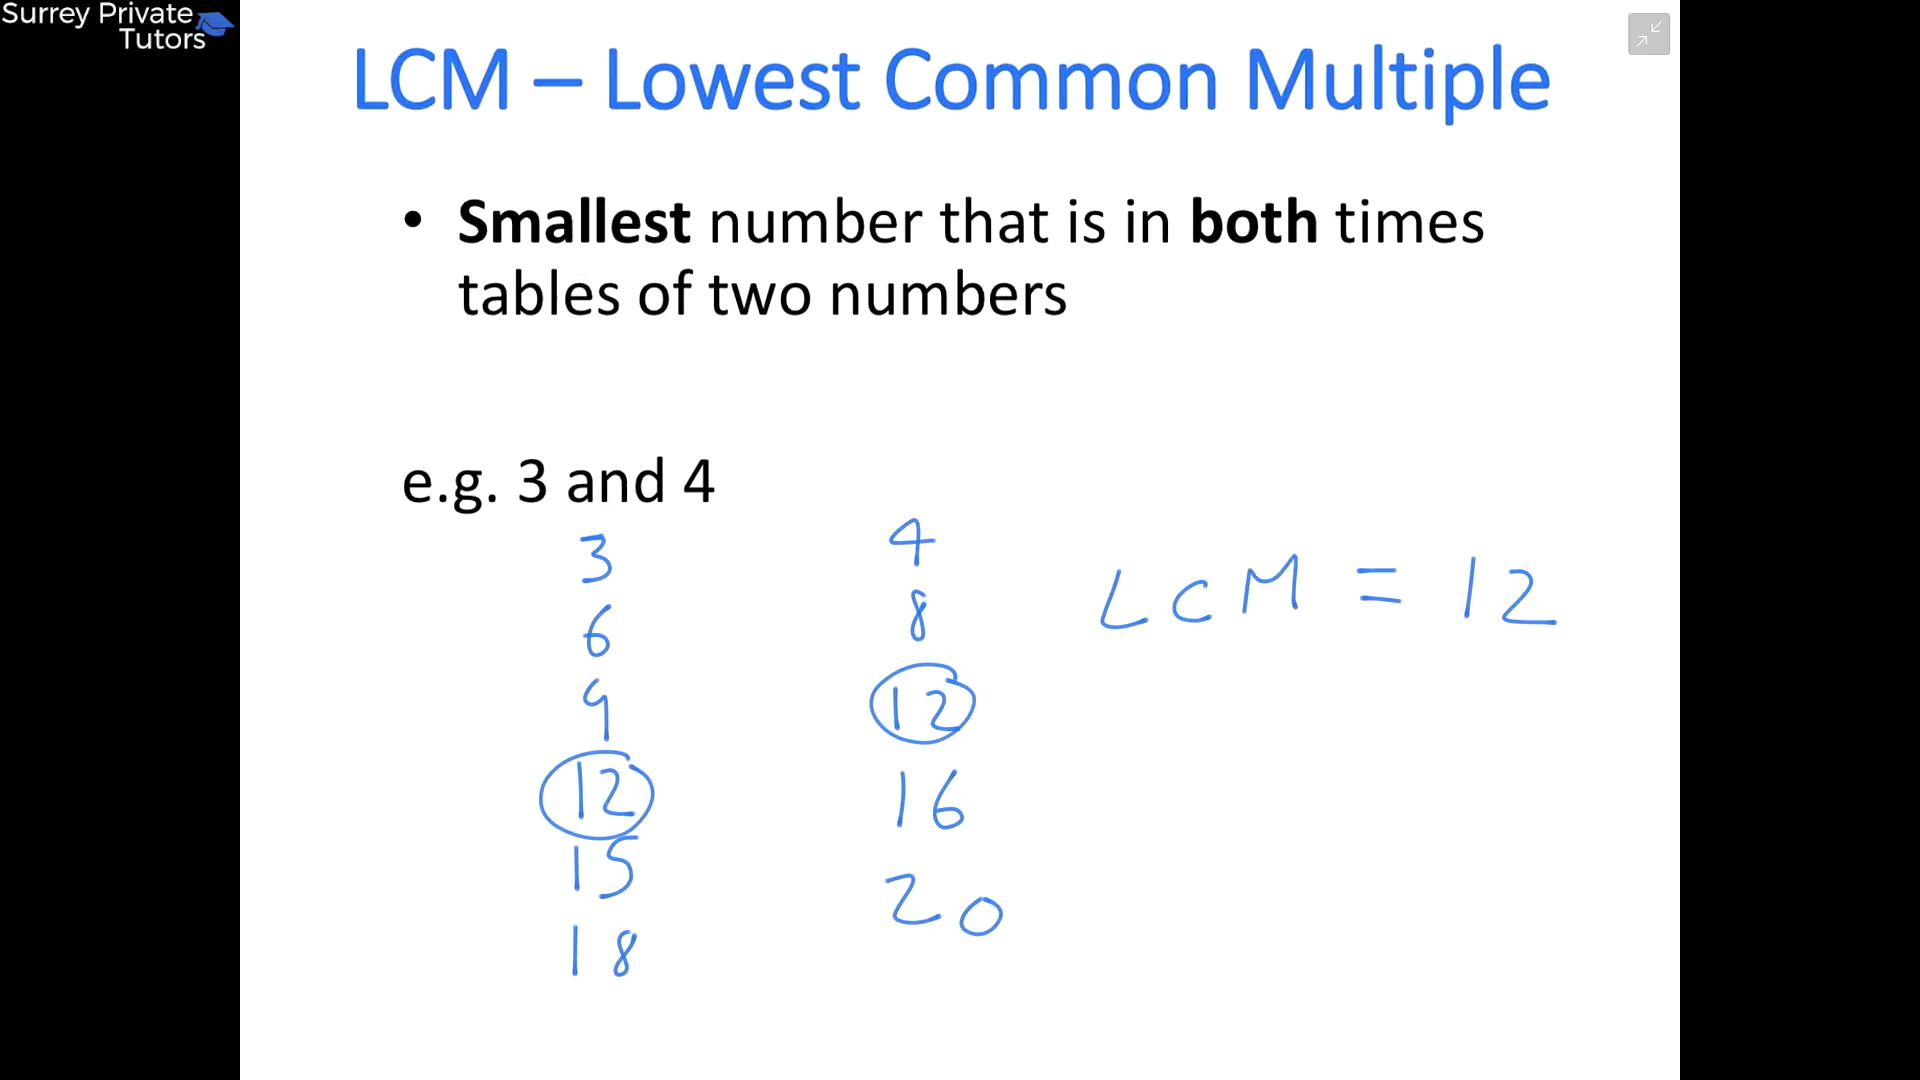 Surrey Private
Tutors
LCM – Lowest Common Multiple
• Smallest number that is in both times
tables of two numbers
e.g. 3 and 4
3
6
9
12
15
18
4
8
12
16
20
LCM = 12